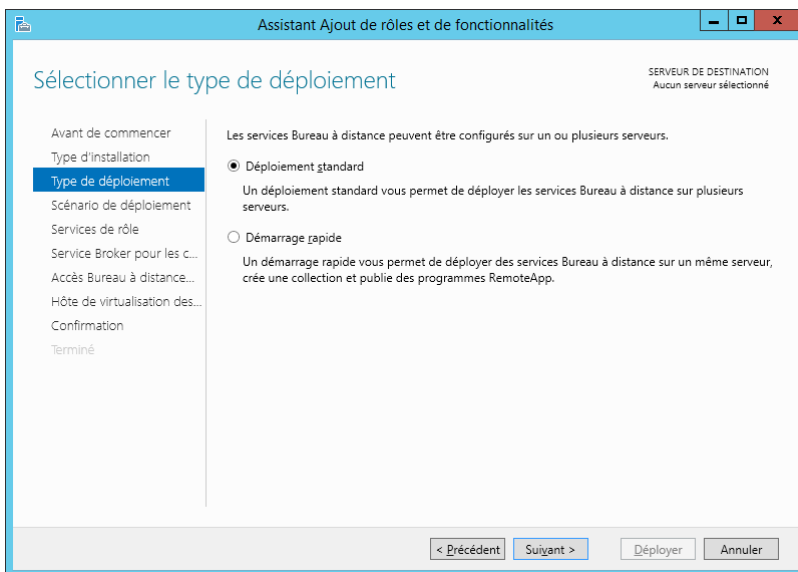 Assistant Ajout de rôles et de fonctionnalités
Sélectionner le type de déploiement
SERVEUR DE DESTINATION
Aucun serveur sélectionné
Avant de commencer
Type d'installation
Type de déploiement
Scénario de déploiement
Services de rôle
Service Broker pour les c...
Accès Bureau à distance...
Hôte de virtualisation des...
Confirmation
Terminé
Les services Bureau à distance peuvent être configurés sur un ou plusieurs serveurs.
Déploiement standard
Un déploiement standard vous permet de déployer les services Bureau à distance sur plusieurs
serveurs.
Démarrage rapide
Un démarrage rapide vous permet de déployer des services Bureau à distance sur un même serveur,
crée une collection et publie des programmes RemoteApp.
< Précédent
Suivant >
Déployer
Annuler